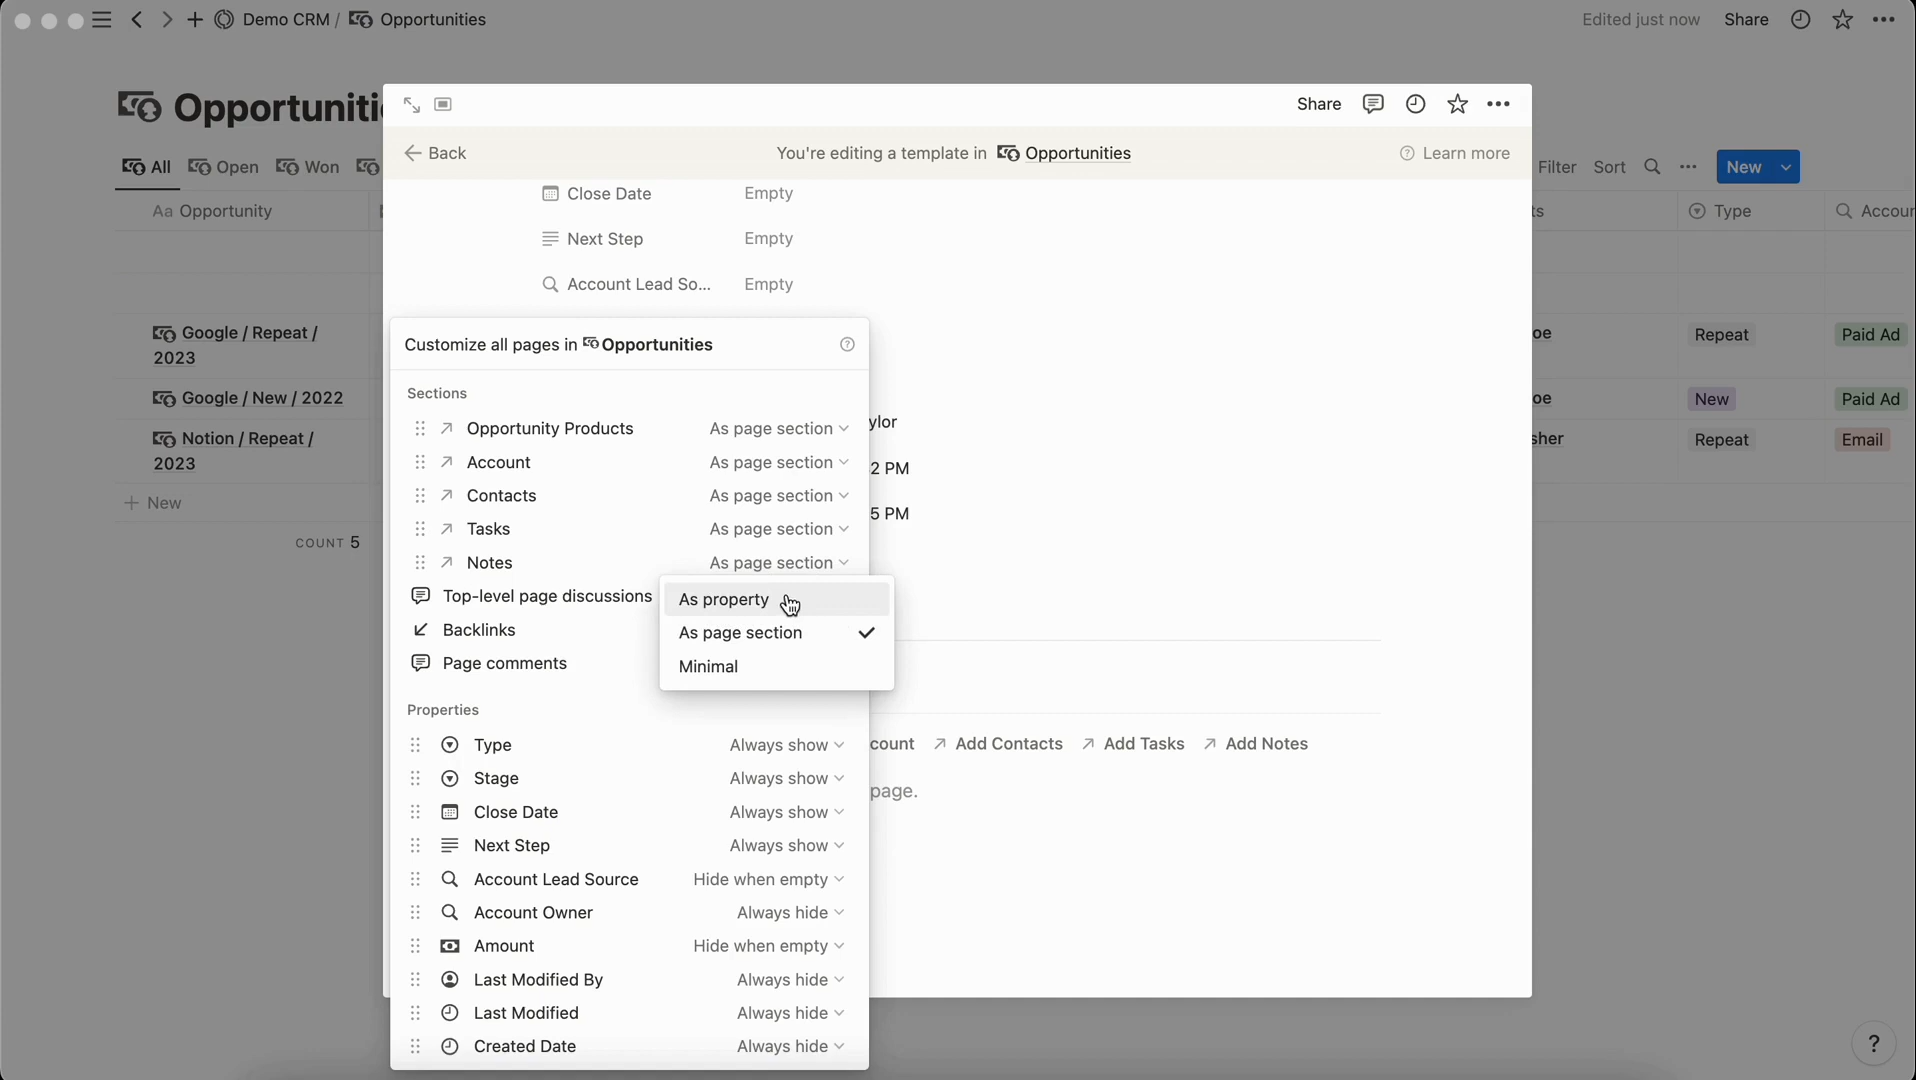 Demo CRM / Opportunities
Edited just now Share
Opportuniti
All Open Won
Filter Sort New
Aa Opportunity
ts Type Accour
Google / Repeat /
2023
oe Repeat Paid Ad
Google / New / 2022
oe New Paid Ad
Notion / Repeat /
2023
sher Repeat Email
+ New
COUNT 5
Share
Back
You're editing a template in Opportunities
? Learn more
Close Date Empty
Next Step Empty
Account Lead So... Empty
ylor
2 PM
5 PM
count Add Contacts Add Tasks Add Notes
page.
Customize all pages in Opportunities ?
Sections
Opportunity Products As page section
Account As page section
Contacts As page section
Tasks As page section
Notes As page section
Top-level page discussions
Backlinks
Page comments
As property
As page section
Minimal
Properties
Type Always show
Stage Always show
Close Date Always show
Next Step Always show
Account Lead Source Hide when empty
Account Owner Always hide
Amount Hide when empty
Last Modified By Always hide
Last Modified Always hide
Created Date Always hide
?